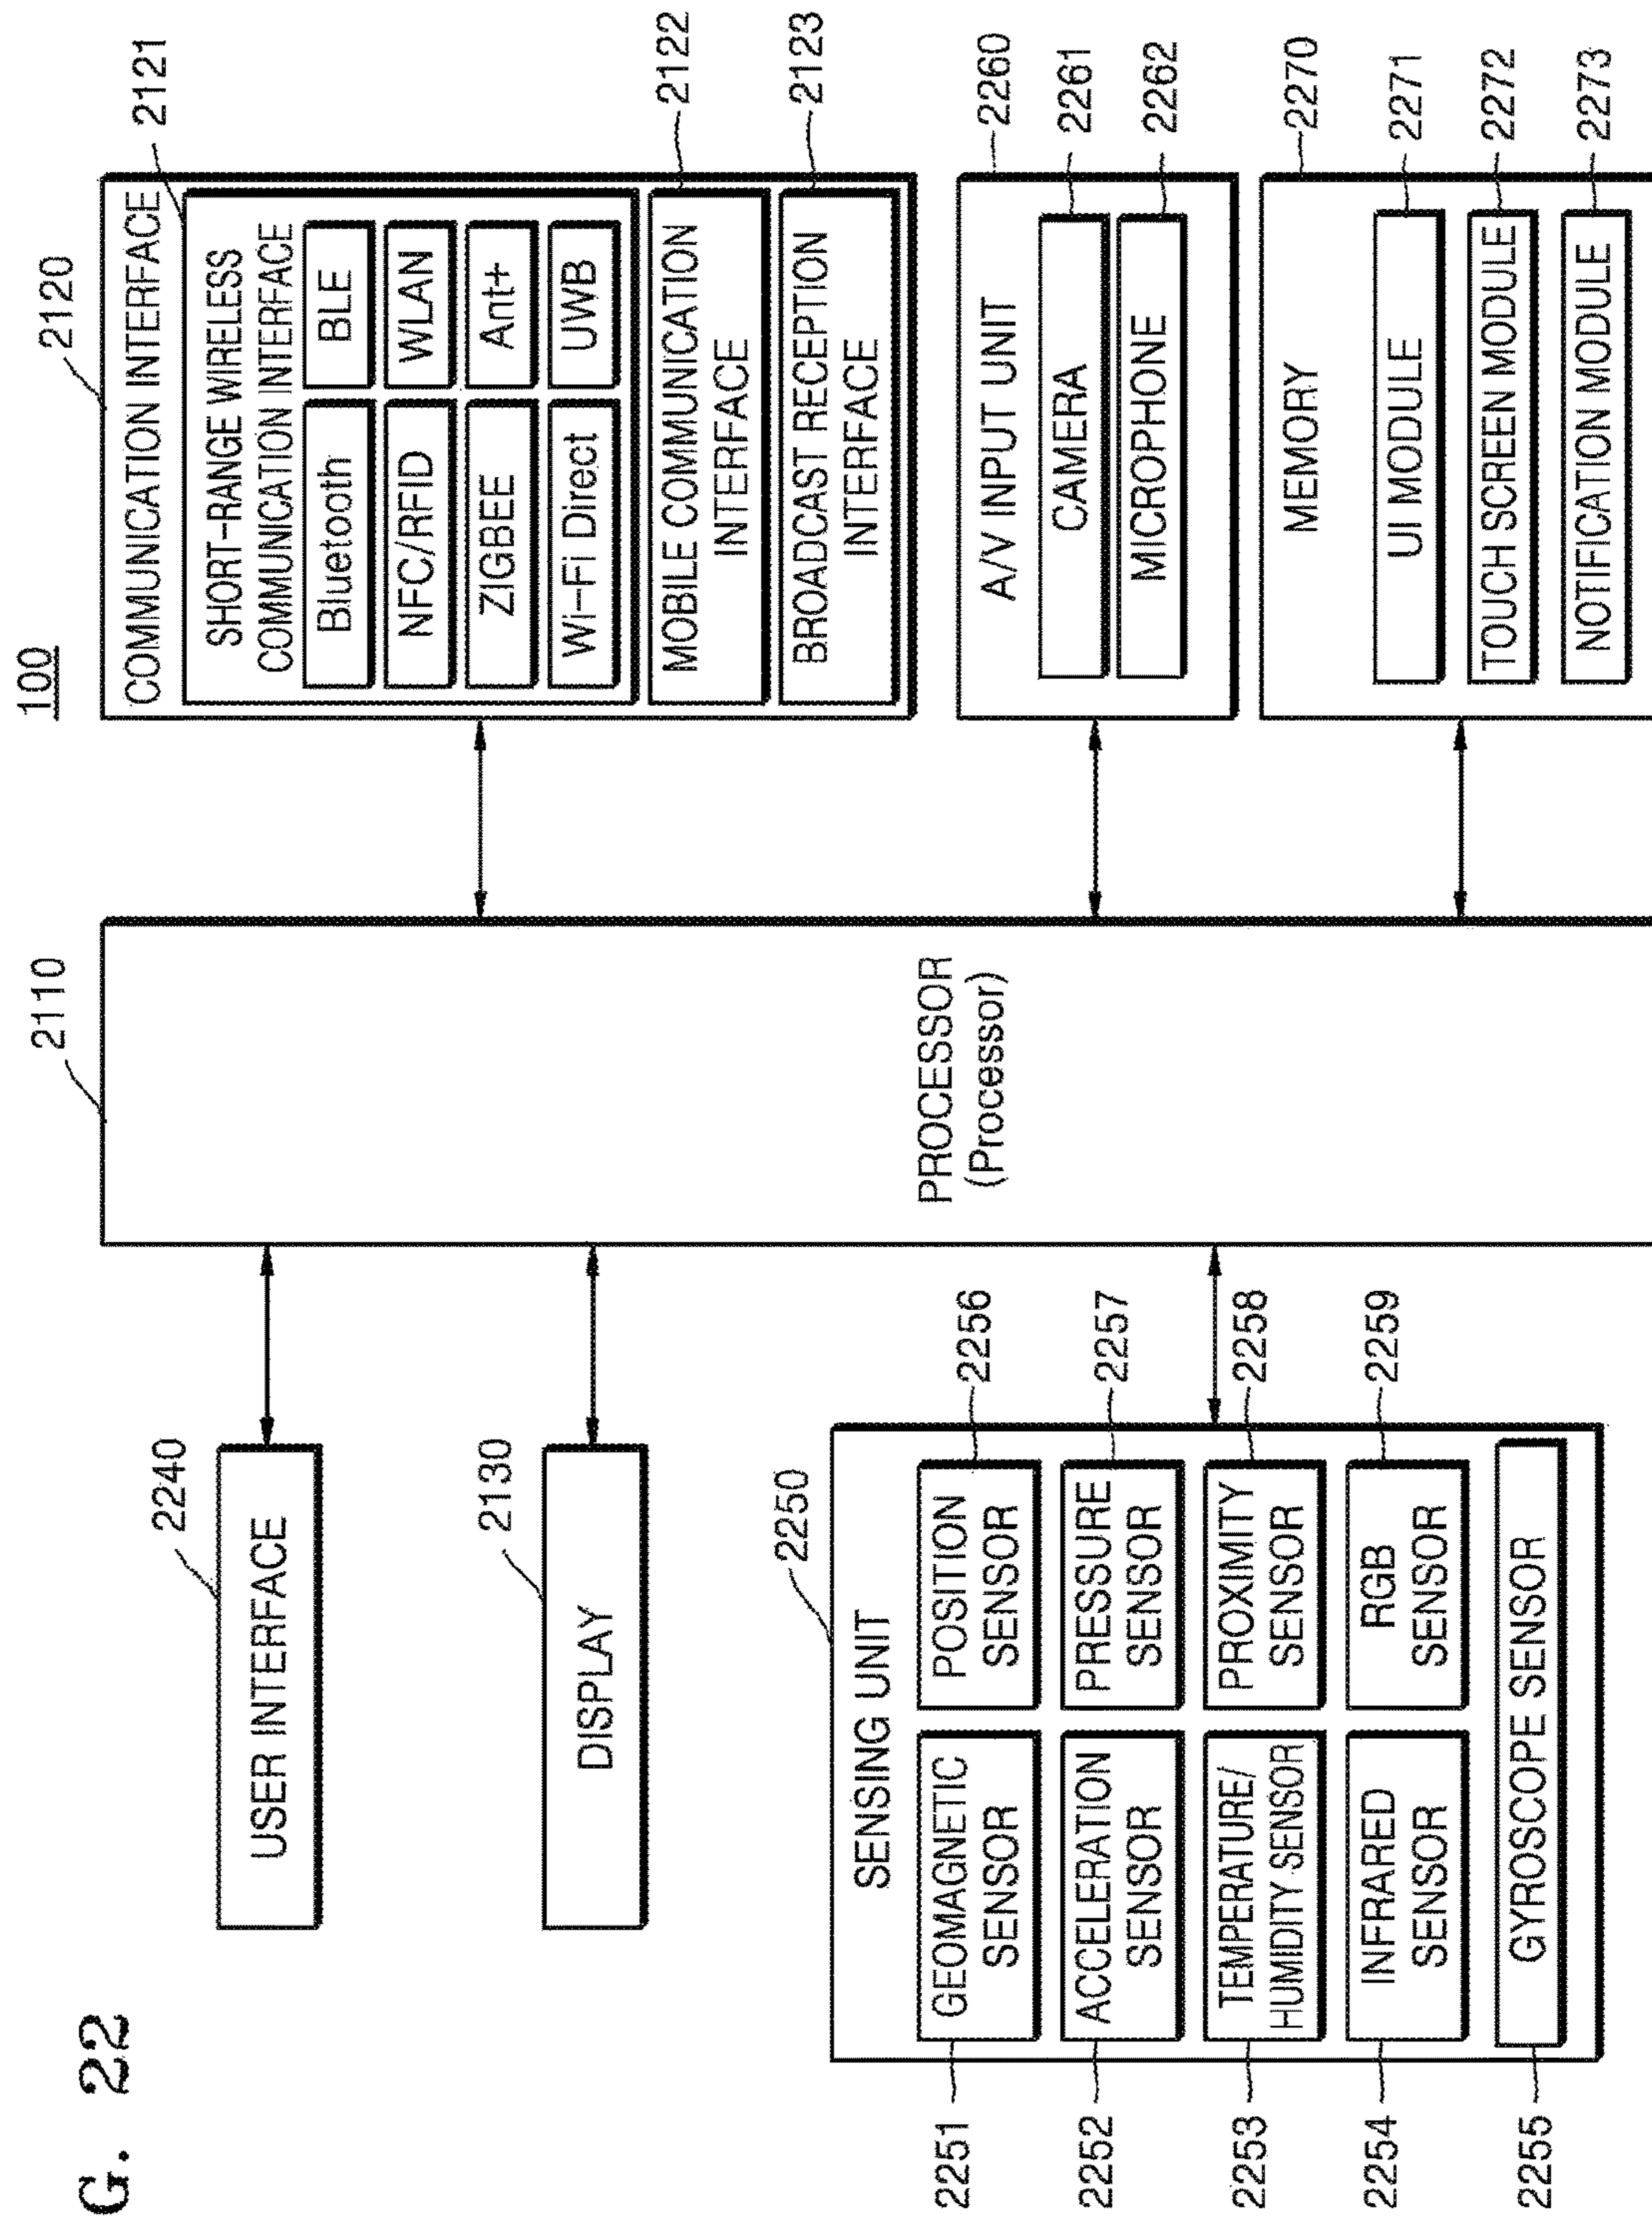 G. 22
100
2240
USER INTERFACE
2130
DISPLAY
2250
SENSING UNIT
2251
GEOMAGNETIC
SENSOR
POSITION
SENSOR
2256
2252
ACCELERATION
SENSOR
PRESSURE
SENSOR
2257
2253
TEMPERATURE/
HUMIDITY SENSOR
PROXIMITY
SENSOR
2258
2254
INFRARED
SENSOR
RGB
SENSOR
2259
2255
GYROSCOPE SENSOR
2110
PROCESSOR
(Processor)
2120
COMMUNICATION INTERFACE
2121
SHORT-RANGE WIRELESS
COMMUNICATION INTERFACE
Bluetooth
BLE
NFC/RFID
WLAN
ZIGBEE
Ant+
Wi-Fi Direct
UWB
MOBILE COMMUNICATION
INTERFACE
2122
BROADCAST RECEPTION
INTERFACE
2123
A/V INPUT UNIT
2260
CAMERA
2261
MICROPHONE
2262
MEMORY
2270
UI MODULE
2271
TOUCH SCREEN MODULE
2272
NOTIFICATION MODULE
2273